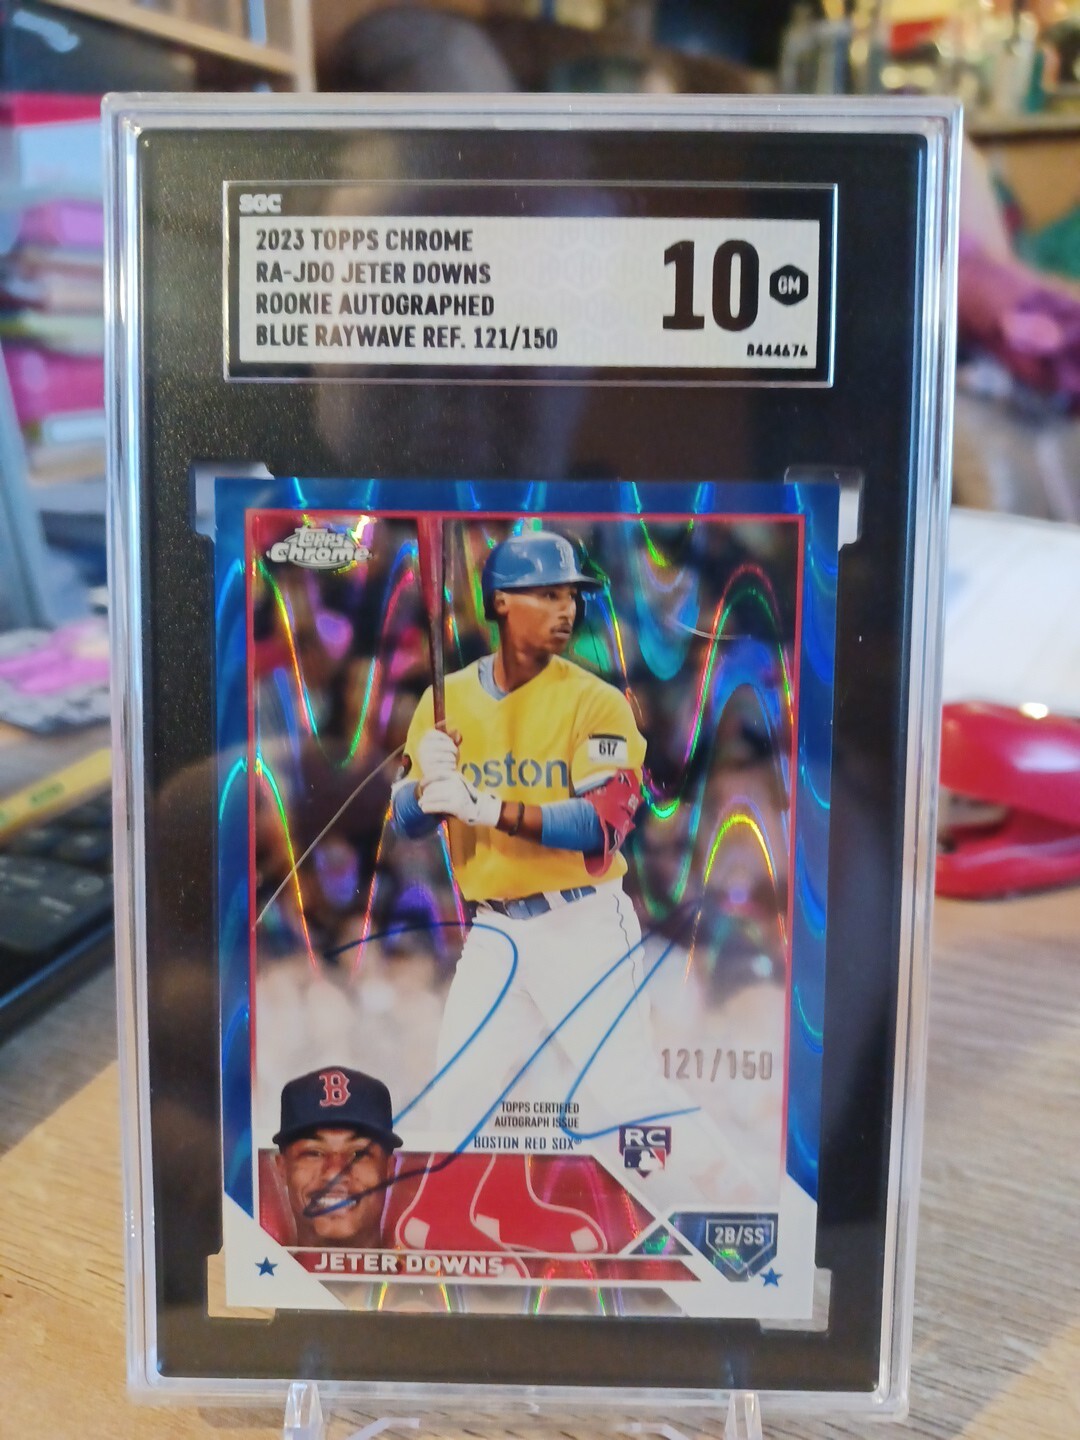 SGC
2023 TOPPS CHROME
RA-JDO JETER DOWNS
ROOKIE AUTOGRAPHED
BLUE RAYWAVE REF. 121/150
10
GM
8444676
Topps
Chrome
617
oston
121/150
B
TOPPS CERTIFIED
AUTOGRAPH ISSUE
BOSTON RED SOX®
RC
2B/SS
JETER DOWNS